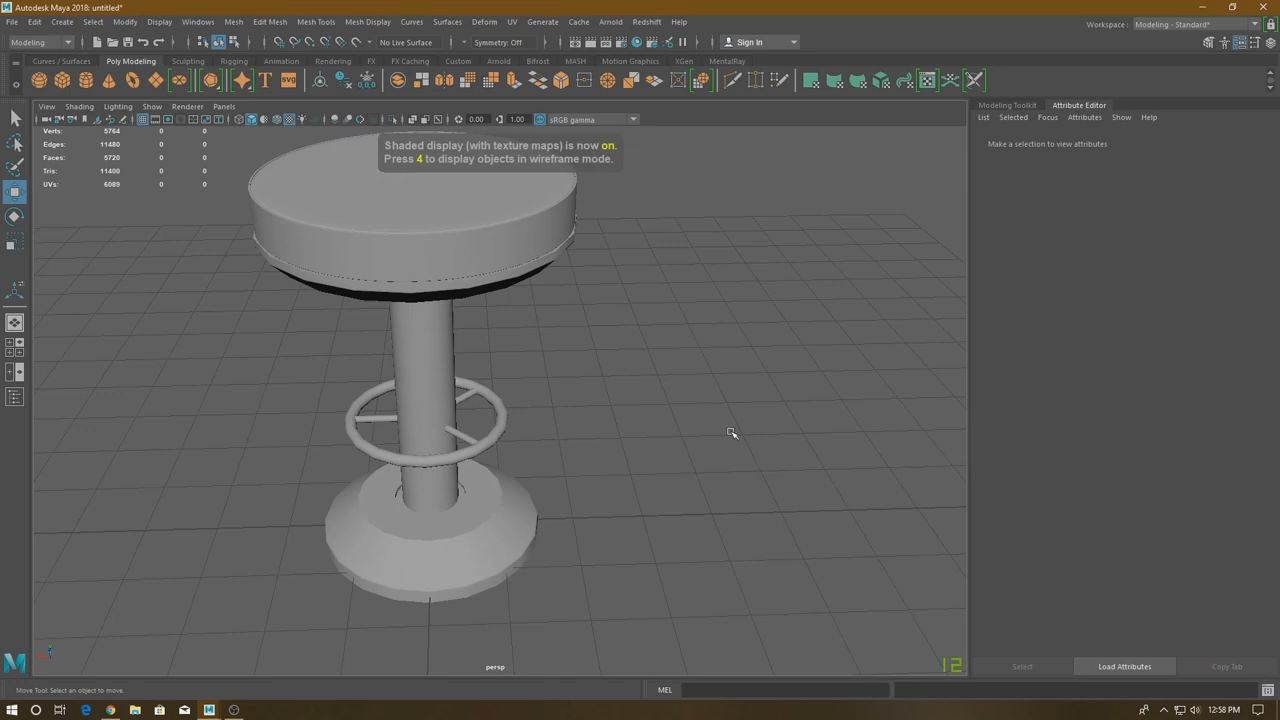 Autodesk Maya 2018: untitled*
File Edit Create Select Modify Display Windows Mesh Edit Mesh Mesh Tools Mesh Display Curves Surfaces Deform UV Generate Cache Arnold Redshift Help
Workspace : Modeling - Standard*
Modeling No Live Surface Symmetry: Off Sign In
Curves / Surfaces Poly Modeling Sculpting Rigging Animation Rendering FX FX Caching Custom Arnold Bifrost MASH Motion Graphics XGen MentalRay
T SVG 0,0,0
View Shading Lighting Show Renderer Panels
Modeling Toolkit Attribute Editor
0.00 1.00 sRGB gamma
List Selected Focus Attributes Show Help
Verts: 5764 0 0
Edges: 11480 0 0
Faces: 5720 0 0
Tris: 11400 0 0
UVs: 6089 0 0
Shaded display (with texture maps) is now on.
Press 4 to display objects in wireframe mode.
Make a selection to view attributes
persp
12
Select Load Attributes Copy Tab
Move Tool: Select an object to move.
MEL
12:58 PM